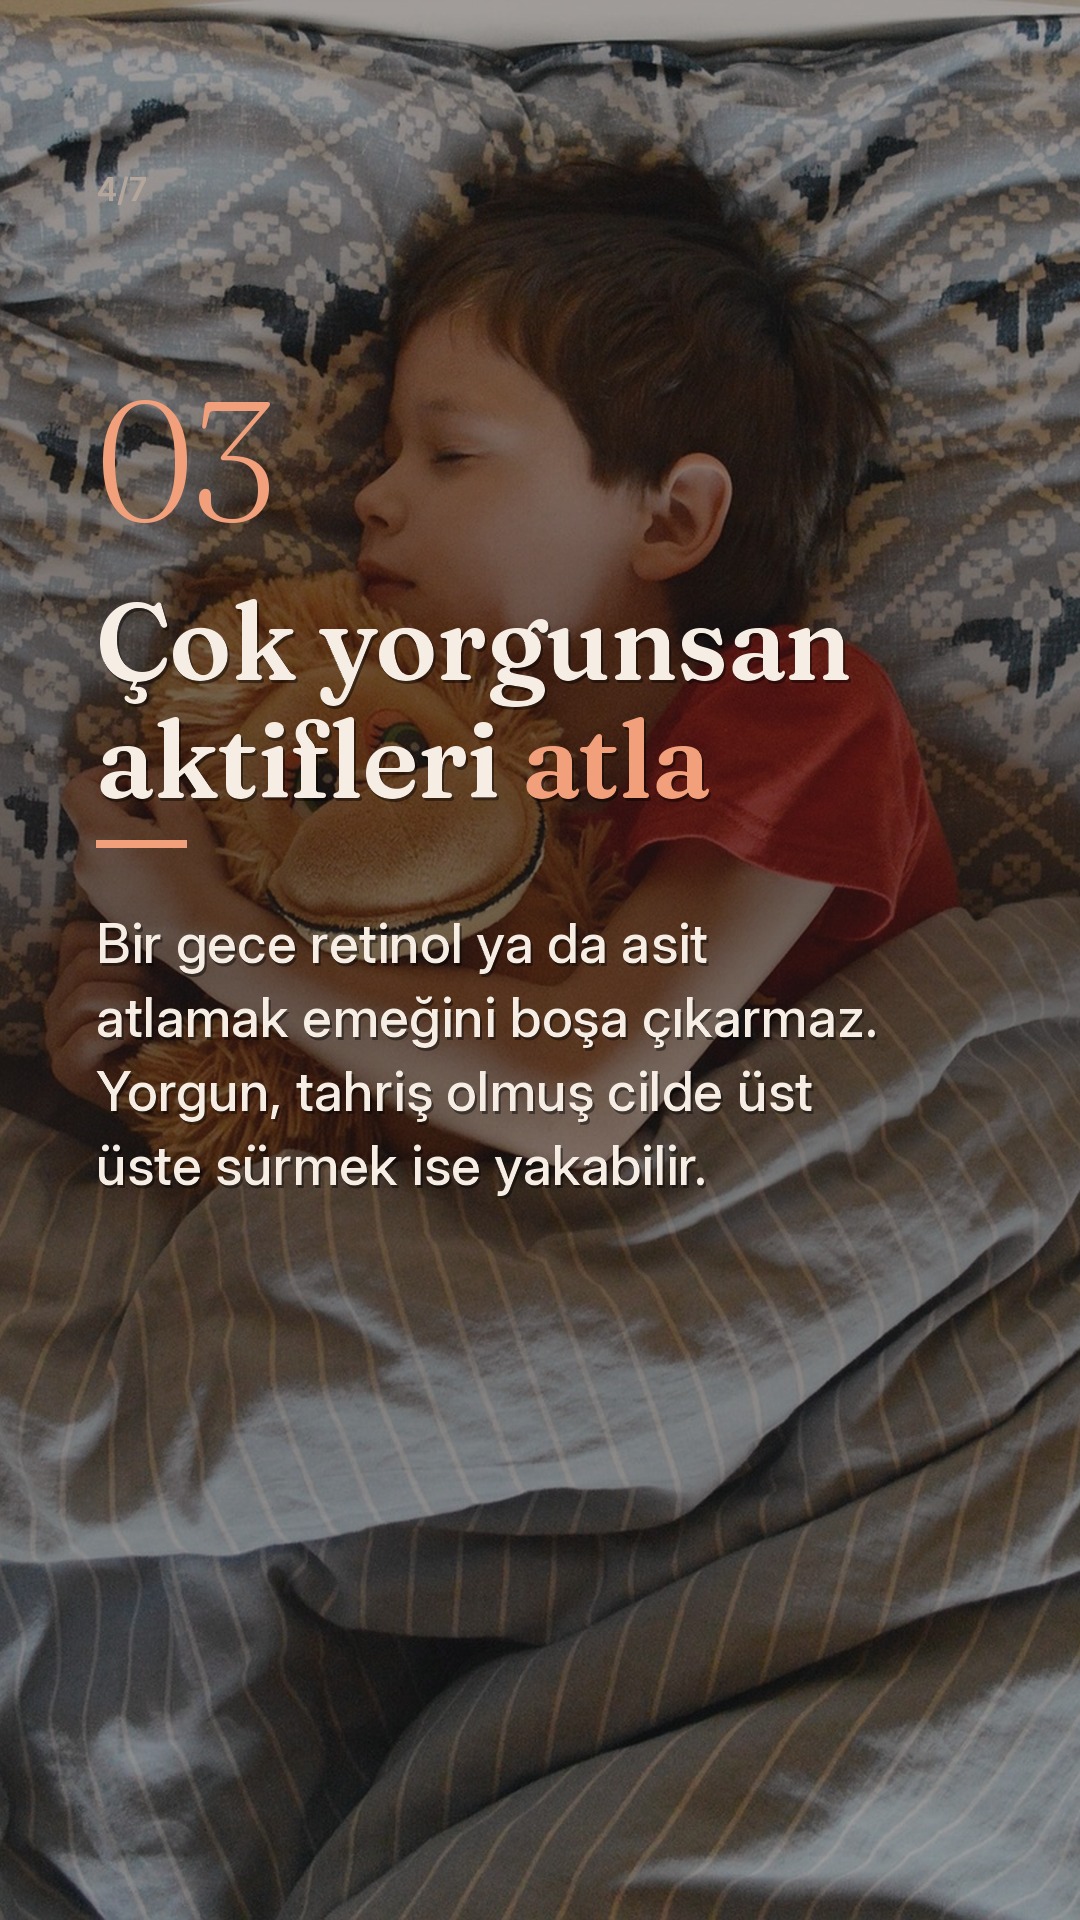 4/7
03
Çok yorgunsan
aktifleri atla
Bir gece retinol ya da asit
atlamak emeğini boşa çıkarmaz.
Yorgun, tahriş olmuş cilde üst
üste sürmek ise yakabilir.